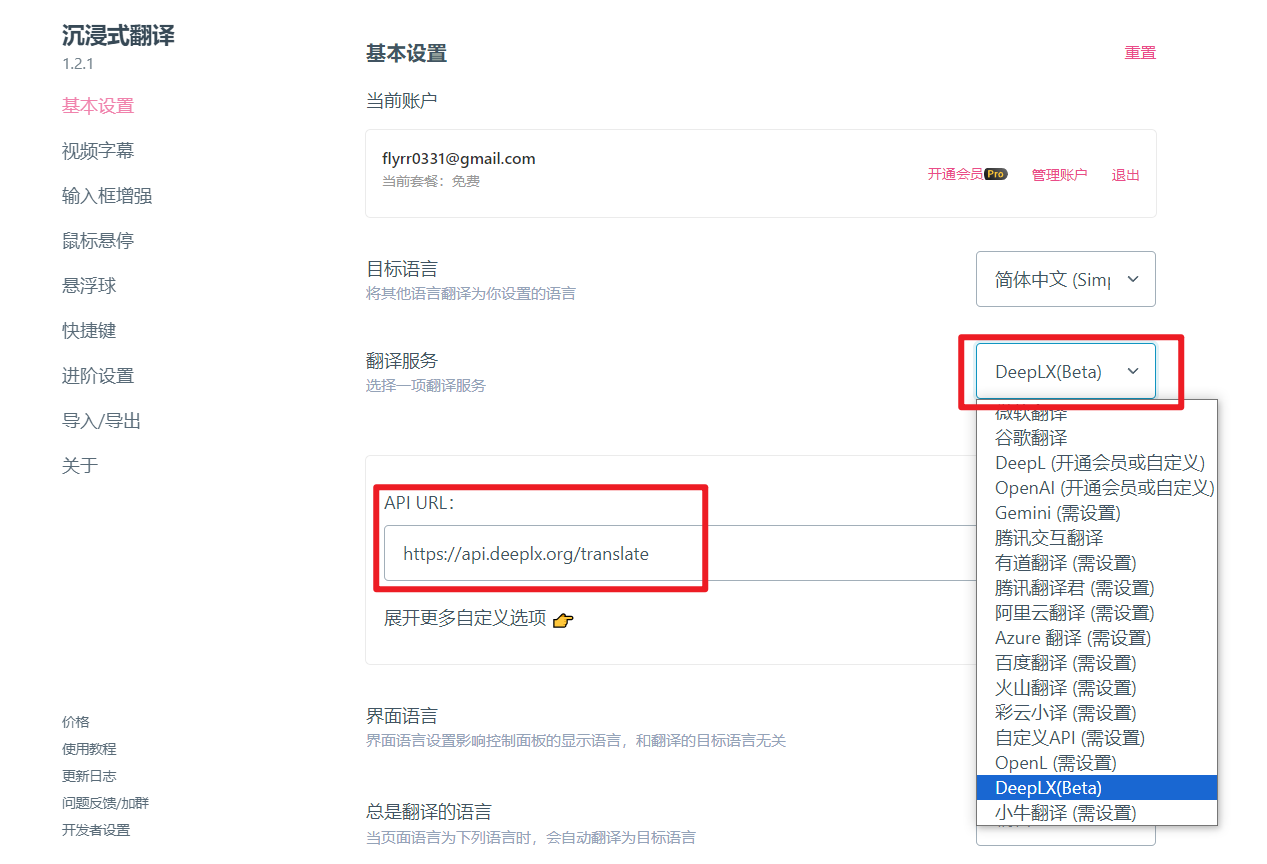 沉浸式翻译
1.2.1
基本设置
视频字幕
输入框增强
鼠标悬停
悬浮球
快捷键
进阶设置
导入/导出
关于
价格
使用教程
更新日志
问题反馈/加群
开发者设置
基本设置
重置
当前账户
flyrr0331@gmail.com
当前套餐：免费
开通会员 Pro
管理账户
退出
目标语言
将其他语言翻译为你设置的语言
简体中文 (Simp
翻译服务
选择一项翻译服务
DeepLX(Beta)
微软翻译
谷歌翻译
DeepL (开通会员或自定义)
OpenAI (开通会员或自定义)
Gemini (需设置)
腾讯交互翻译
有道翻译 (需设置)
腾讯翻译君 (需设置)
阿里云翻译 (需设置)
Azure 翻译 (需设置)
百度翻译 (需设置)
火山翻译 (需设置)
彩云小译 (需设置)
自定义API (需设置)
OpenL (需设置)
DeepLX(Beta)
小牛翻译 (需设置)
API URL：
https://api.deeplx.org/translate
展开更多自定义选项 👉
界面语言
界面语言设置影响控制面板的显示语言，和翻译的目标语言无关
总是翻译的语言
当页面语言为下列语言时，会自动翻译为目标语言